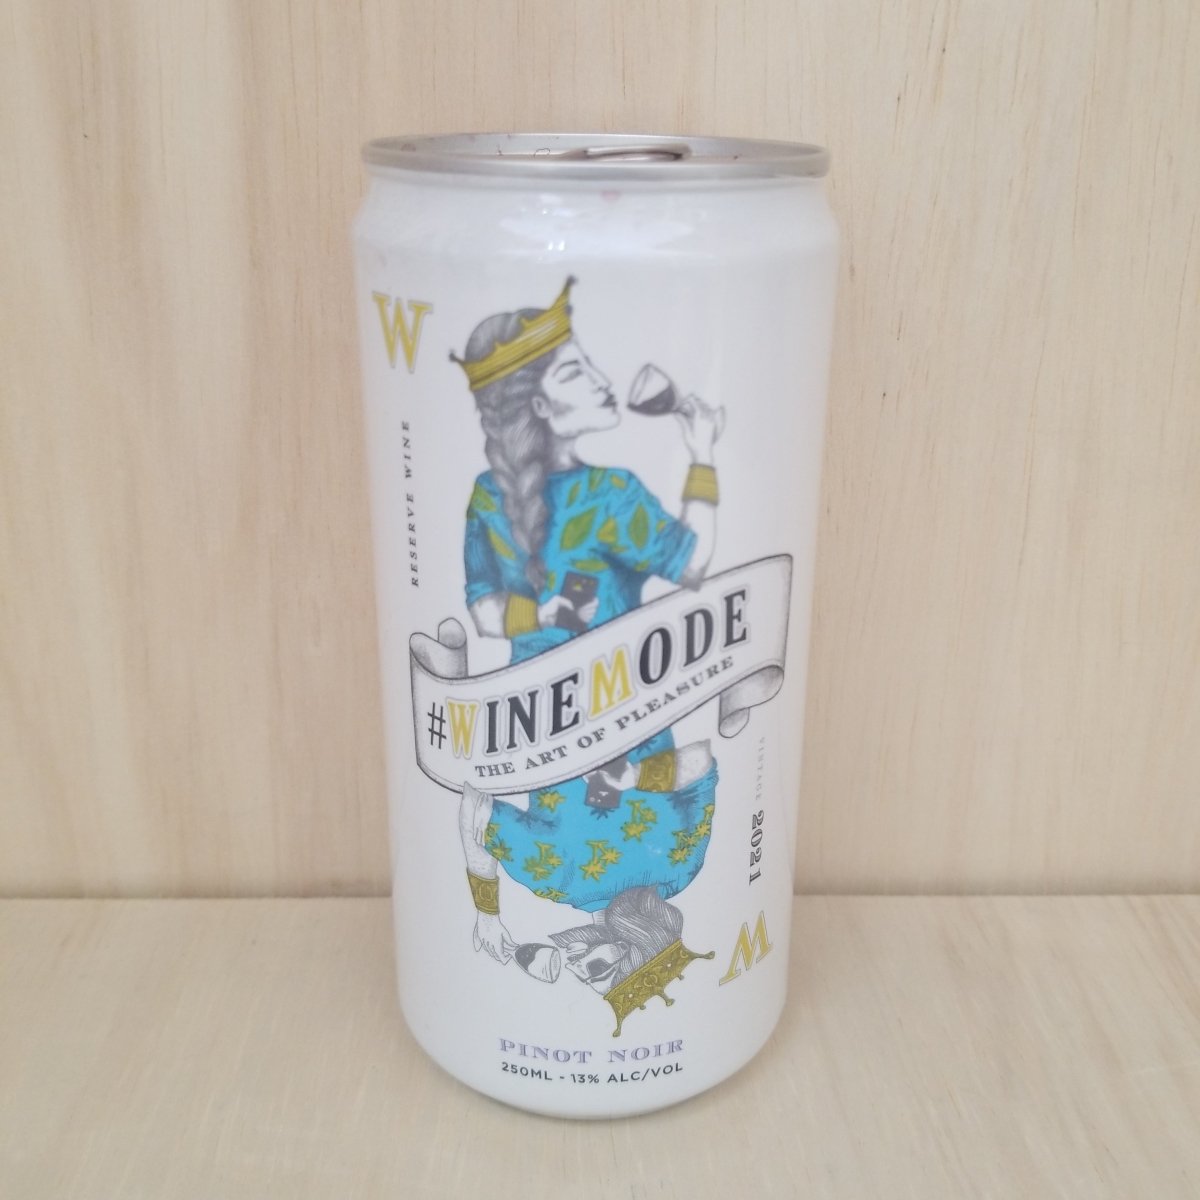 W
RESERVE WINE
#WINEMODE
THE ART OF PLEASURE
VINTAGE 2021
W
PINOT NOIR
250ML - 13% ALC/VOL